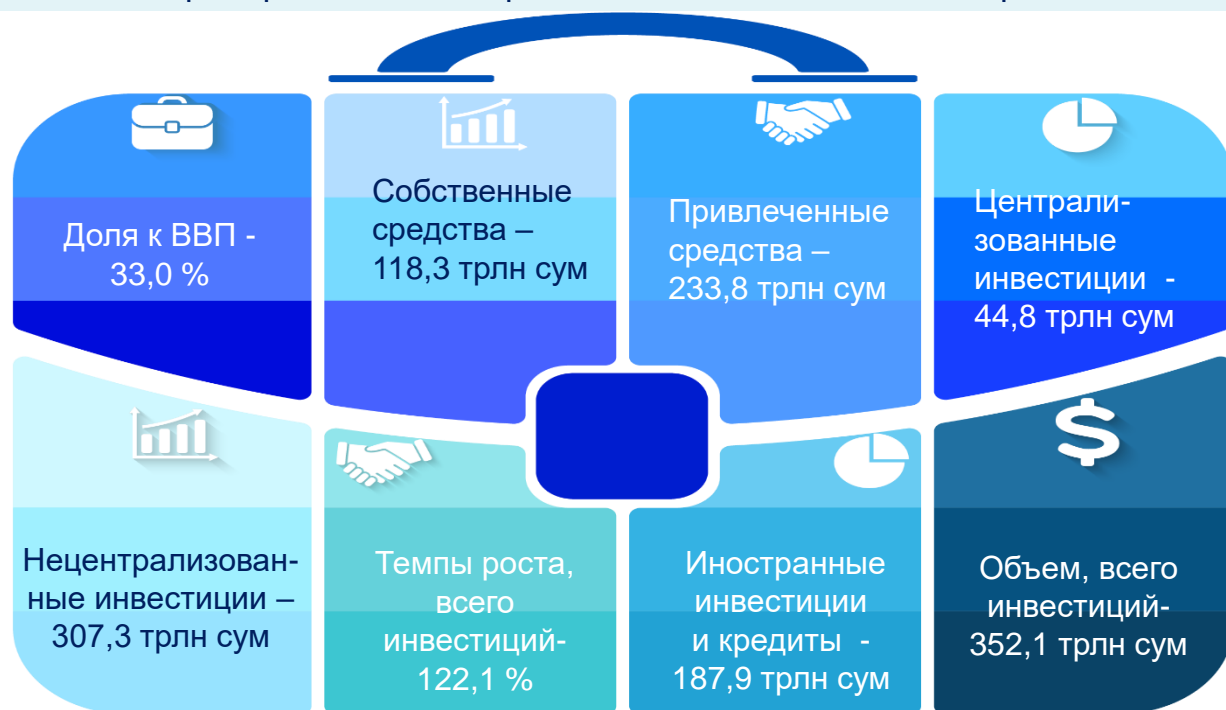 Доля к ВВП -
33,0 %
Собственные
средства –
118,3 трлн сум
Привлеченные
средства –
233,8 трлн сум
Централи-
зованные
инвестиции -
44,8 трлн сум
Нецентрализован-
ные инвестиции –
307,3 трлн сум
Темпы роста,
всего
инвестиций-
122,1 %
Иностранные
инвестиции
и кредиты -
187,9 трлн сум
Объем, всего
инвестиций-
352,1 трлн сум